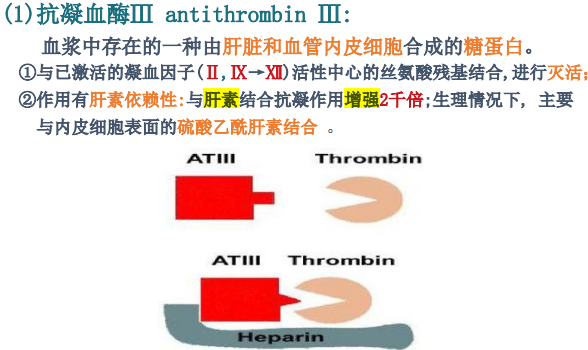 (1)抗凝血酶Ⅲ antithrombin Ⅲ:
血浆中存在的一种由肝脏和血管内皮细胞合成的糖蛋白。
①与已激活的凝血因子(Ⅱ,Ⅸ→Ⅻ)活性中心的丝氨酸残基结合,进行灭活;
②作用有肝素依赖性:与肝素结合抗凝作用增强2千倍;生理情况下, 主要
与内皮细胞表面的硫酸乙酰肝素结合 。
ATIII Thrombin
ATIII Thrombin
Heparin